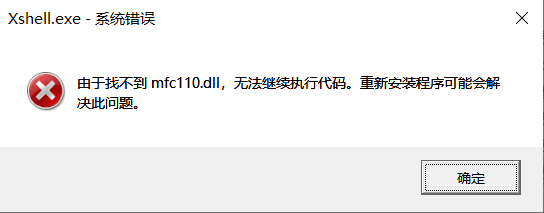 Xshell.exe - 系统错误
由于找不到 mfc110.dll，无法继续执行代码。重新安装程序可能会解
决此问题。
确定